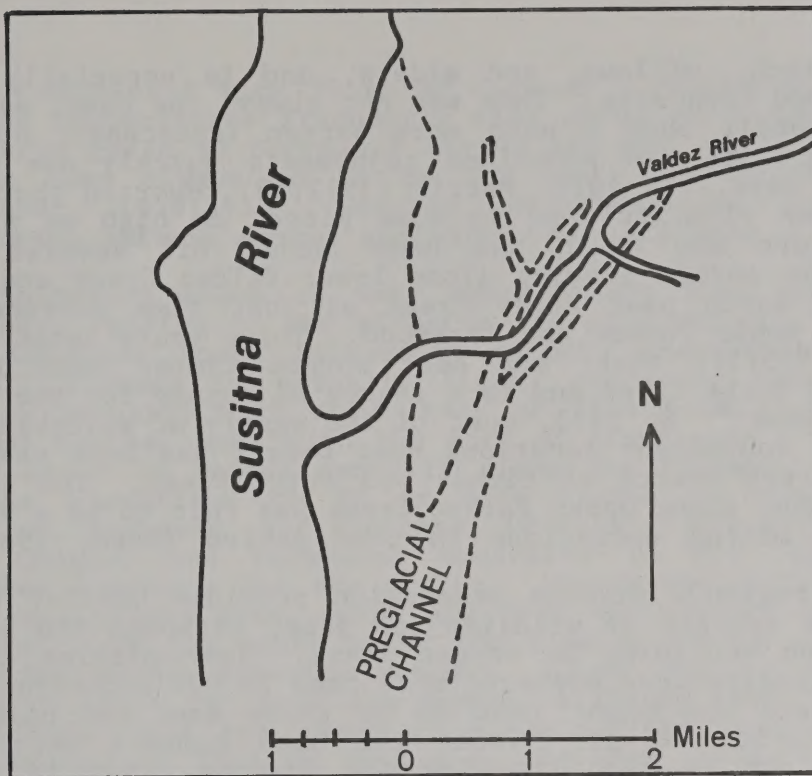 Valdez River
Susitna River
N
PREGLACIAL
CHANNEL
1 0 1 2 Miles